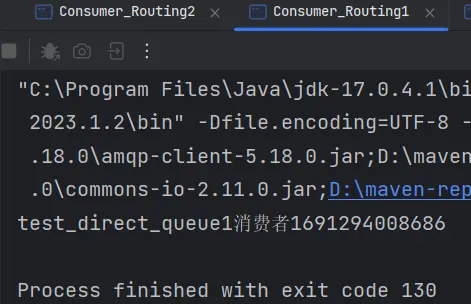 Consumer_Routing2 Consumer_Routing1
"C:\Program Files\Java\jdk-17.0.4.1\bi
2023.1.2\bin" -Dfile.encoding=UTF-8 -
.18.0\amqp-client-5.18.0.jar;D:\maven
.0\commons-io-2.11.0.jar;D:\maven-rep
test_direct_queue1消费者1691294008686
Process finished with exit code 130